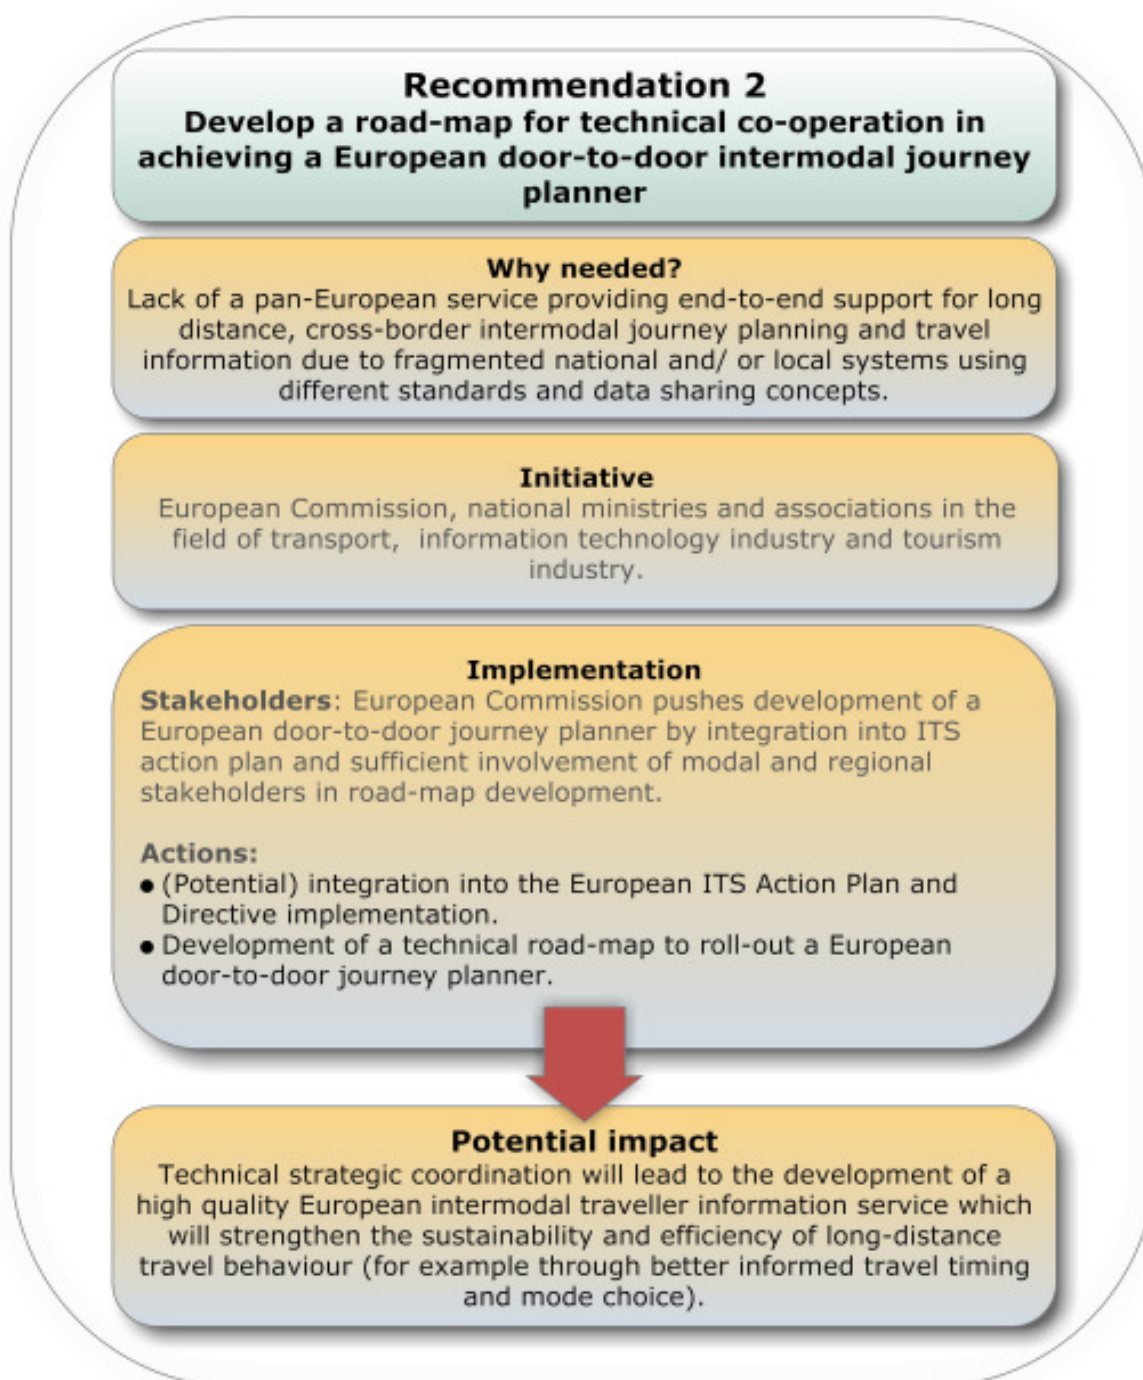 Recommendation 2
Develop a road-map for technical co-operation in
achieving a European door-to-door intermodal journey
planner
Why needed?
Lack of a pan-European service providing end-to-end support for long
distance, cross-border intermodal journey planning and travel
information due to fragmented national and/ or local systems using
different standards and data sharing concepts.
Initiative
European Commission, national ministries and associations in the
field of transport,  information technology industry and tourism
industry.
Implementation
Stakeholders: European Commission pushes development of a
European door-to-door journey planner by integration into ITS
action plan and sufficient involvement of modal and regional
stakeholders in road-map development.
Actions:
● (Potential) integration into the European ITS Action Plan and
Directive implementation.
● Development of a technical road-map to roll-out a European
door-to-door journey planner.
Potential impact
Technical strategic coordination will lead to the development of a
high quality European intermodal traveller information service which
will strengthen the sustainability and efficiency of long-distance
travel behaviour (for example through better informed travel timing
and mode choice).